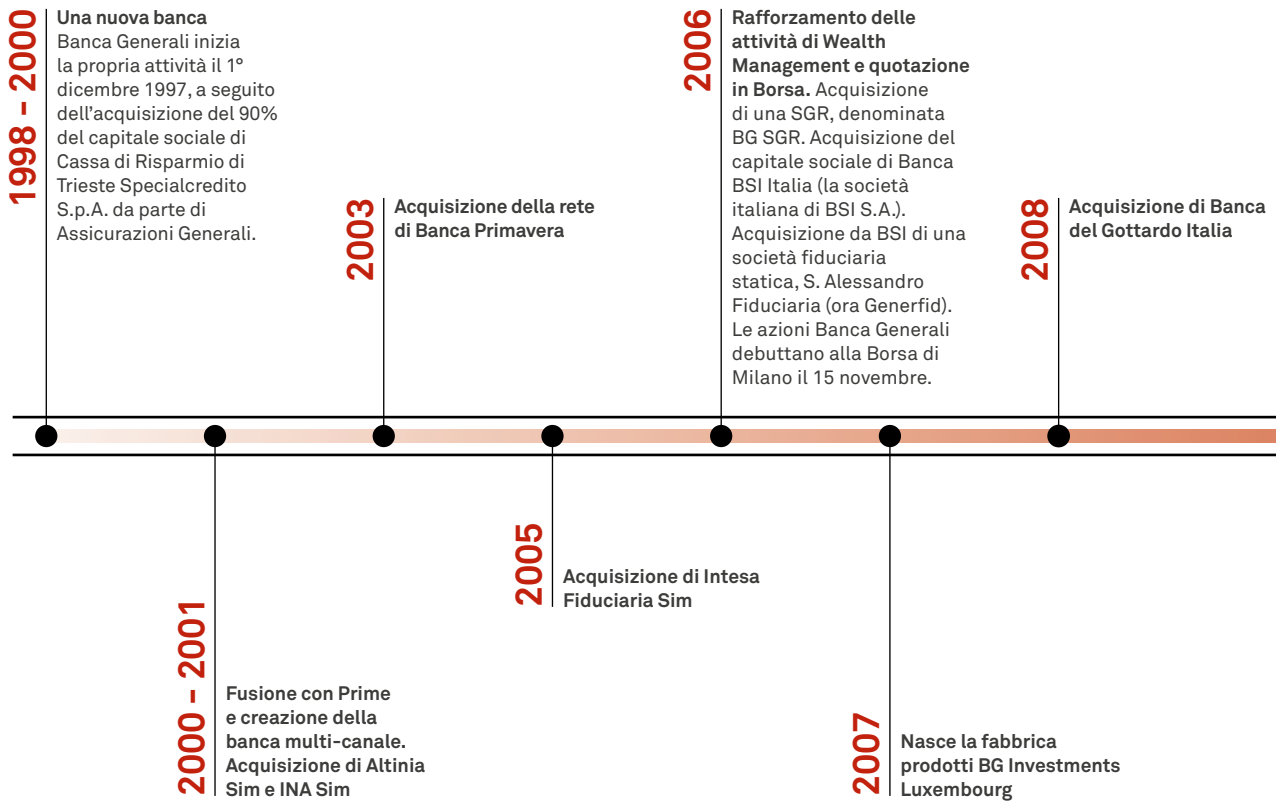 1998 – 2000
Una nuova banca
Banca Generali inizia
la propria attività il 1°
dicembre 1997, a seguito
dell'acquisizione del 90%
del capitale sociale di
Cassa di Risparmio di
Trieste Specialcredito
S.p.A. da parte di
Assicurazioni Generali.
2000 – 2001
Fusione con Prime
e creazione della
banca multi-canale.
Acquisizione di Altinia
Sim e INA Sim
2003
Acquisizione della rete
di Banca Primavera
2005
Acquisizione di Intesa
Fiduciaria Sim
2006
Rafforzamento delle
attività di Wealth
Management e quotazione
in Borsa. Acquisizione
di una SGR, denominata
BG SGR. Acquisizione del
capitale sociale di Banca
BSI Italia (la società
italiana di BSI S.A.).
Acquisizione da BSI di una
società fiduciaria
statica, S. Alessandro
Fiduciaria (ora Generfid).
Le azioni Banca Generali
debuttano alla Borsa di
Milano il 15 novembre.
2007
Nasce la fabbrica
prodotti BG Investments
Luxembourg
2008
Acquisizione di Banca
del Gottardo Italia